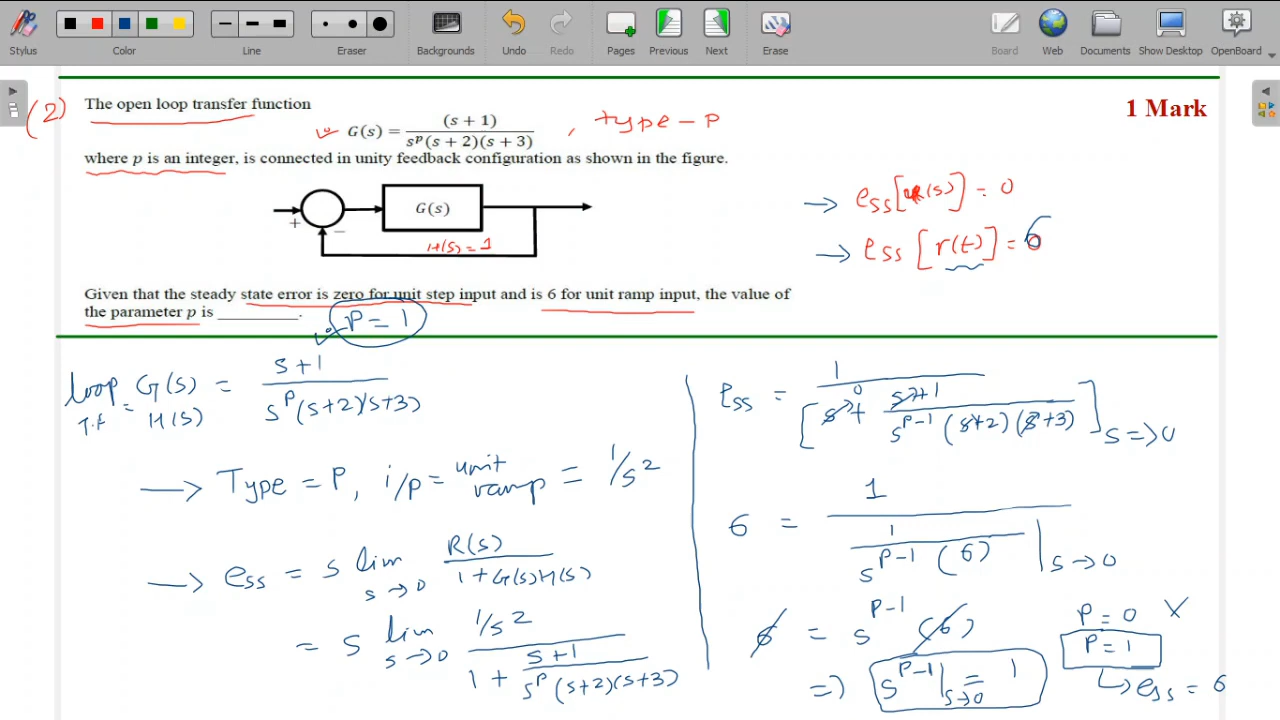 Stylus Color Line Eraser Backgrounds Undo Redo Pages Previous Next Erase Board Web Documents Show Desktop OpenBoard
(2) The open loop transfer function
1 Mark
G(s) = (s + 1) / s^p(s + 2)(s + 3) , type - p
where p is an integer, is connected in unity feedback configuration as shown in the figure.
+ − G(s)
H(s) = 1
→ ess[u(s)] = 0
→ ess[r(t)] = 6
Given that the steady state error is zero for unit step input and is 6 for unit ramp input, the value of
the parameter p is __________.
P = 1
loop T.f = G(s) H(s) = s+1 / s^P (s+2)(s+3)
→ Type = P, i/p = unit ramp = 1/s^2
→ ess = s lim s→0 R(s) / 1+G(s)H(s)
= s lim s→0 1/s^2 / 1 + s+1 / s^P (s+2)(s+3)
ess = 1 / [s + s+1 / s^P-1 (s+2)(s+3)] s=>0
6 = 1 / 1 / s^P-1 (6) | s→0
6 = s^P-1 (6)
=> s^P-1 | s→0 = 1
P = 0 X
P = 1
↳ ess = 6